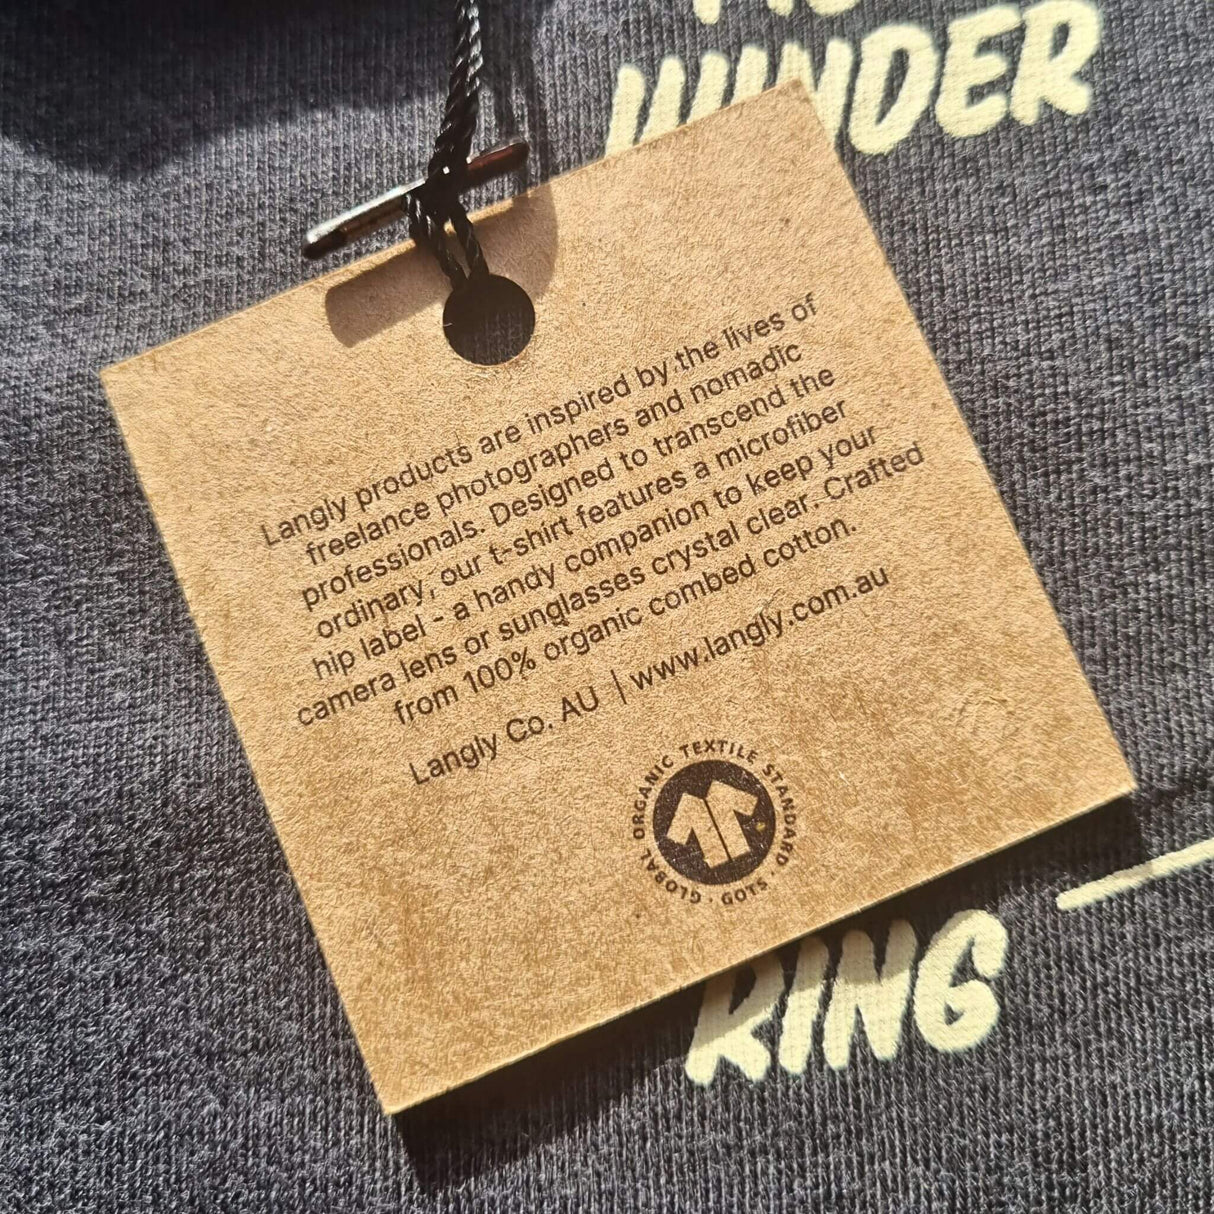 WUNDER
Langly products are inspired by the lives of
freelance photographers and nomadic
professionals. Designed to transcend the
ordinary, our t-shirt features a microfiber
hip label - a handy companion to keep your
camera lens or sunglasses crystal clear. Crafted
from 100% organic combed cotton.
Langly Co. AU | www.langly.com.au
GLOBAL ORGANIC TEXTILE STANDARD · GOTS ·
RING